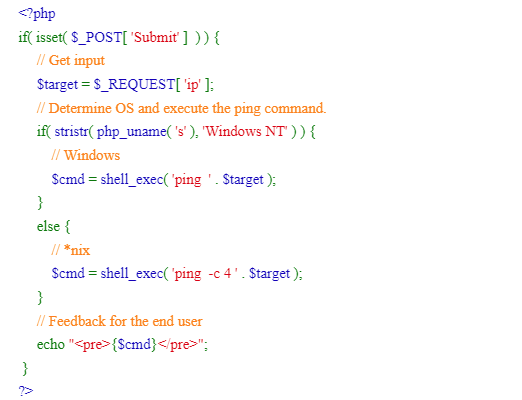 <?php
if( isset( $_POST[ 'Submit' ]  ) ) {
// Get input
$target = $_REQUEST[ 'ip' ];
// Determine OS and execute the ping command.
if( stristr( php_uname( 's' ), 'Windows NT' ) ) {
// Windows
$cmd = shell_exec( 'ping  ' . $target );
}
else {
// *nix
$cmd = shell_exec( 'ping  -c 4 ' . $target );
}
// Feedback for the end user
echo "<pre>{$cmd}</pre>";
}
?>